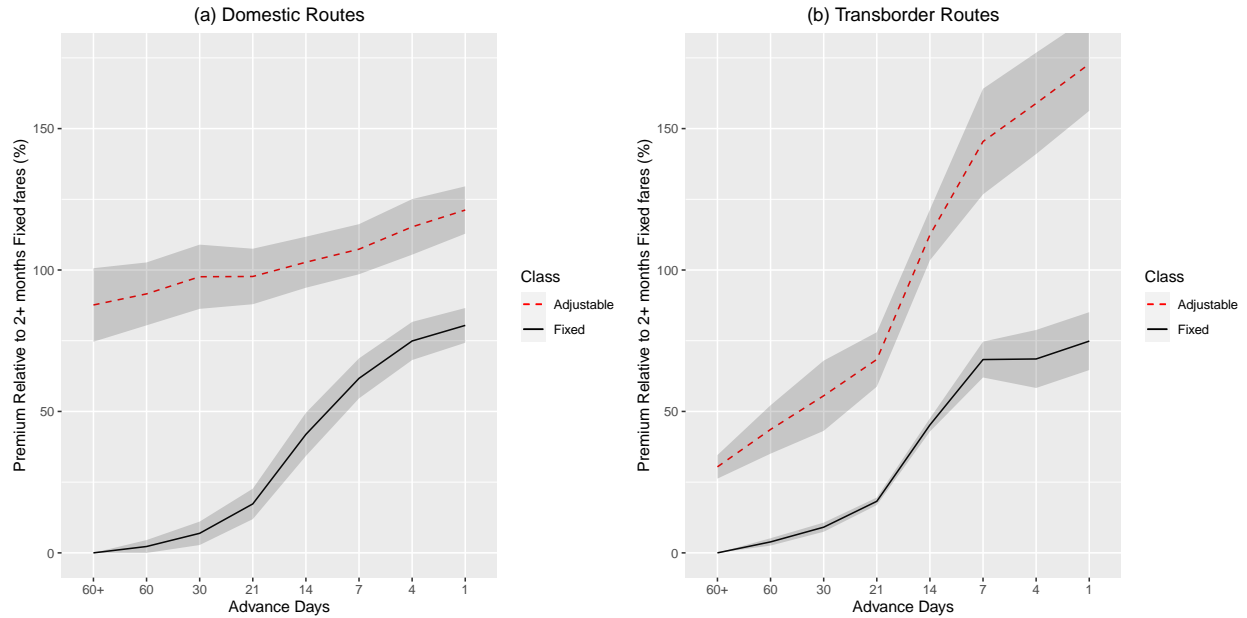 (a) Domestic Routes
Premium Relative to 2+ months Fixed fares (%)
150
100
50
0
60+ 60 30 21 14 7 4 1
Advance Days
Class
Adjustable
Fixed
(b) Transborder Routes
Premium Relative to 2+ months Fixed fares (%)
150
100
50
0
60+ 60 30 21 14 7 4 1
Advance Days
Class
Adjustable
Fixed